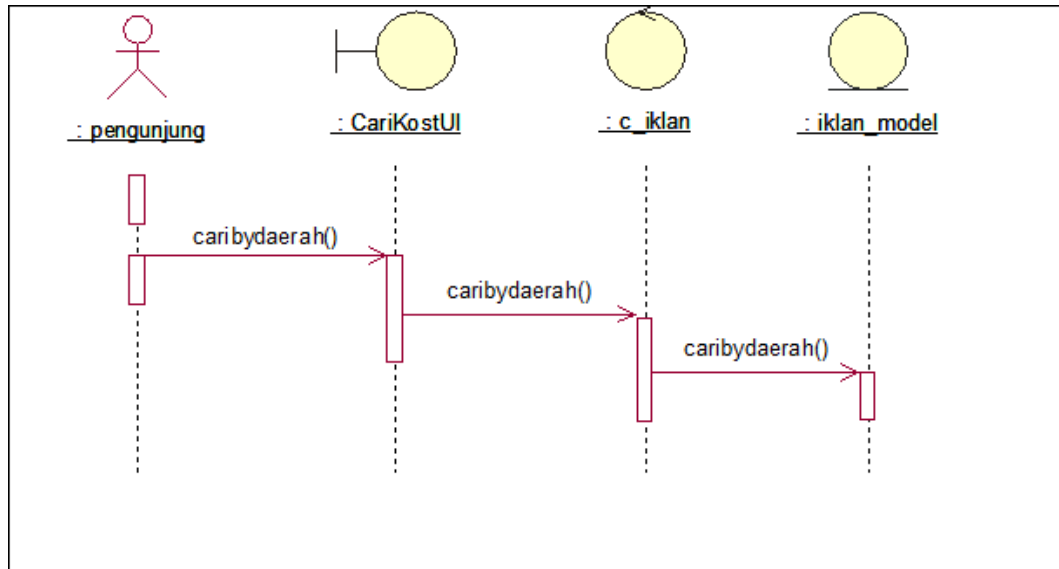 : pengunjung
: CariKostUI
: c_iklan
: iklan_model
caribydaerah()
caribydaerah()
caribydaerah()